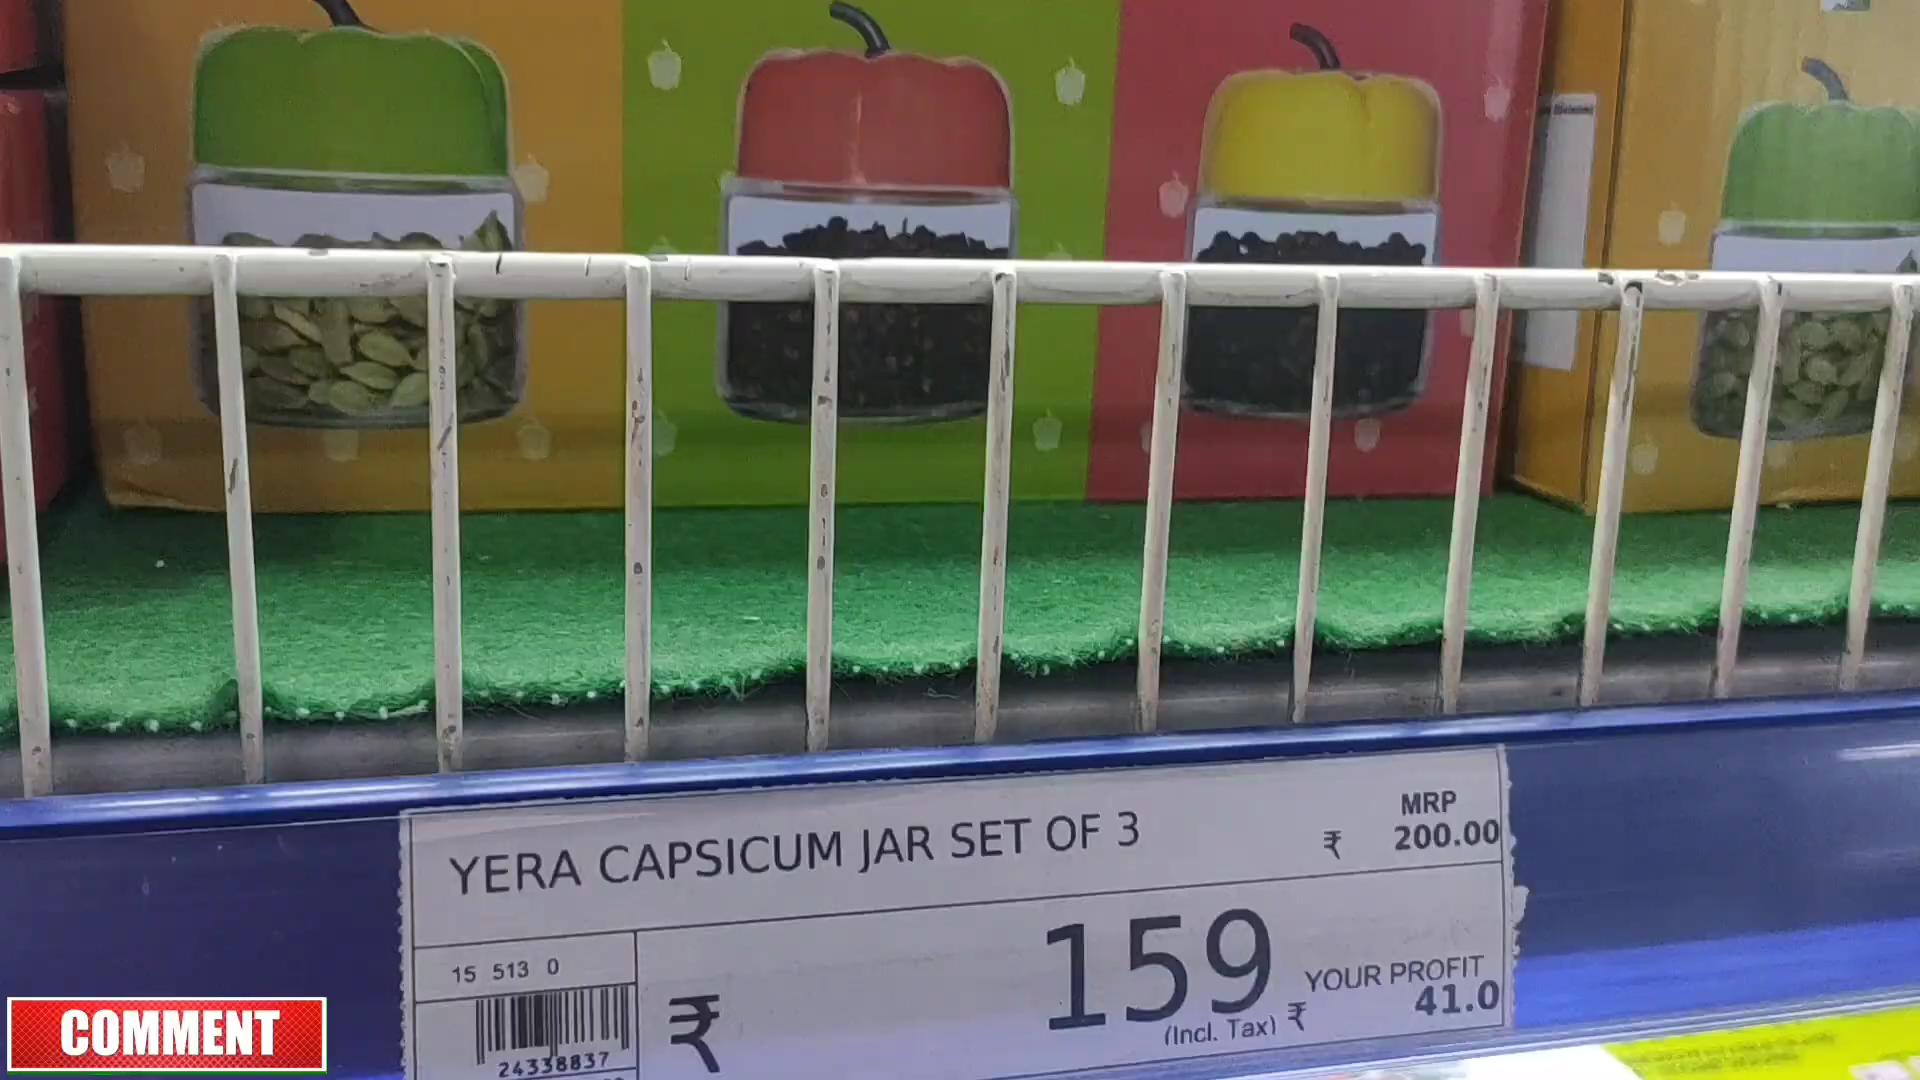 YERA CAPSICUM JAR SET OF 3
MRP
₹ 200.00
15 513 0
24338837
₹ 159
(Incl. Tax)
YOUR PROFIT
₹ 41.0
COMMENT